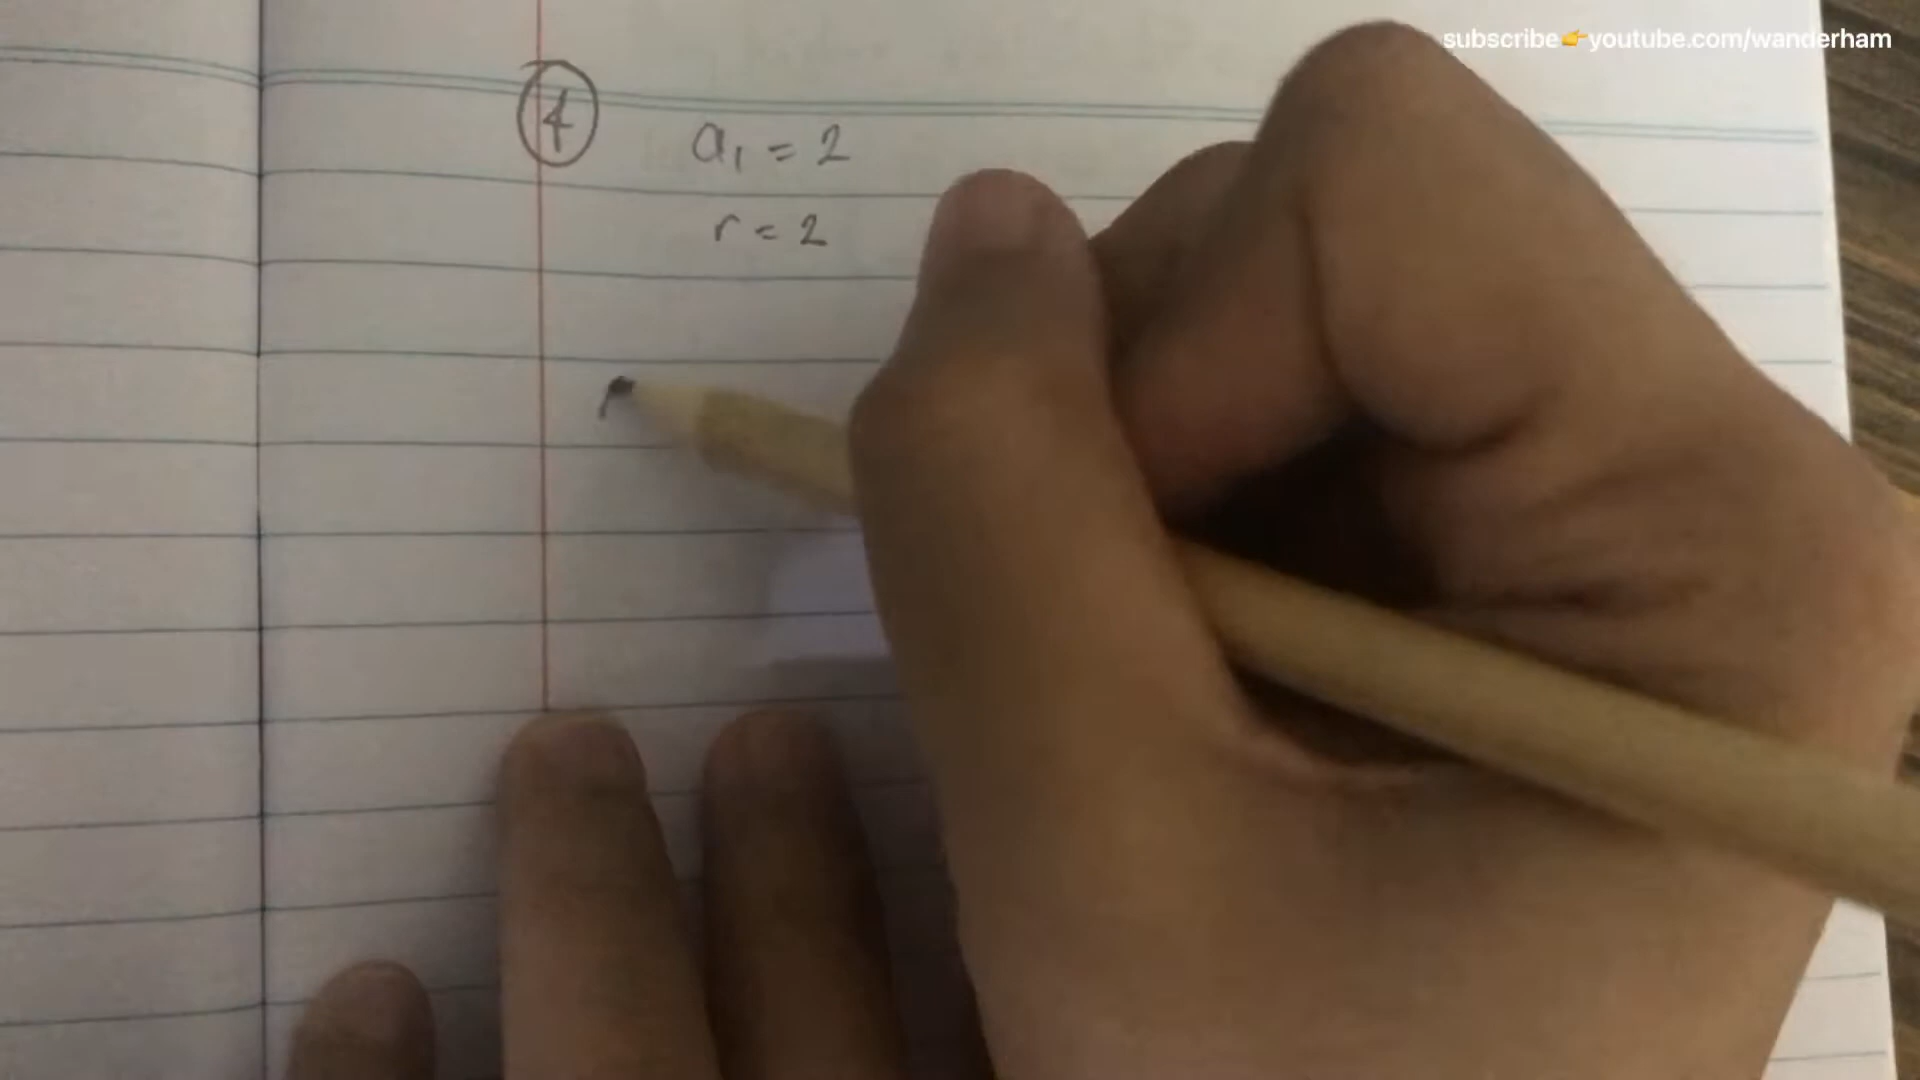 subscribe👉youtube.com/wanderham
4
a₁ = 2
r = 2